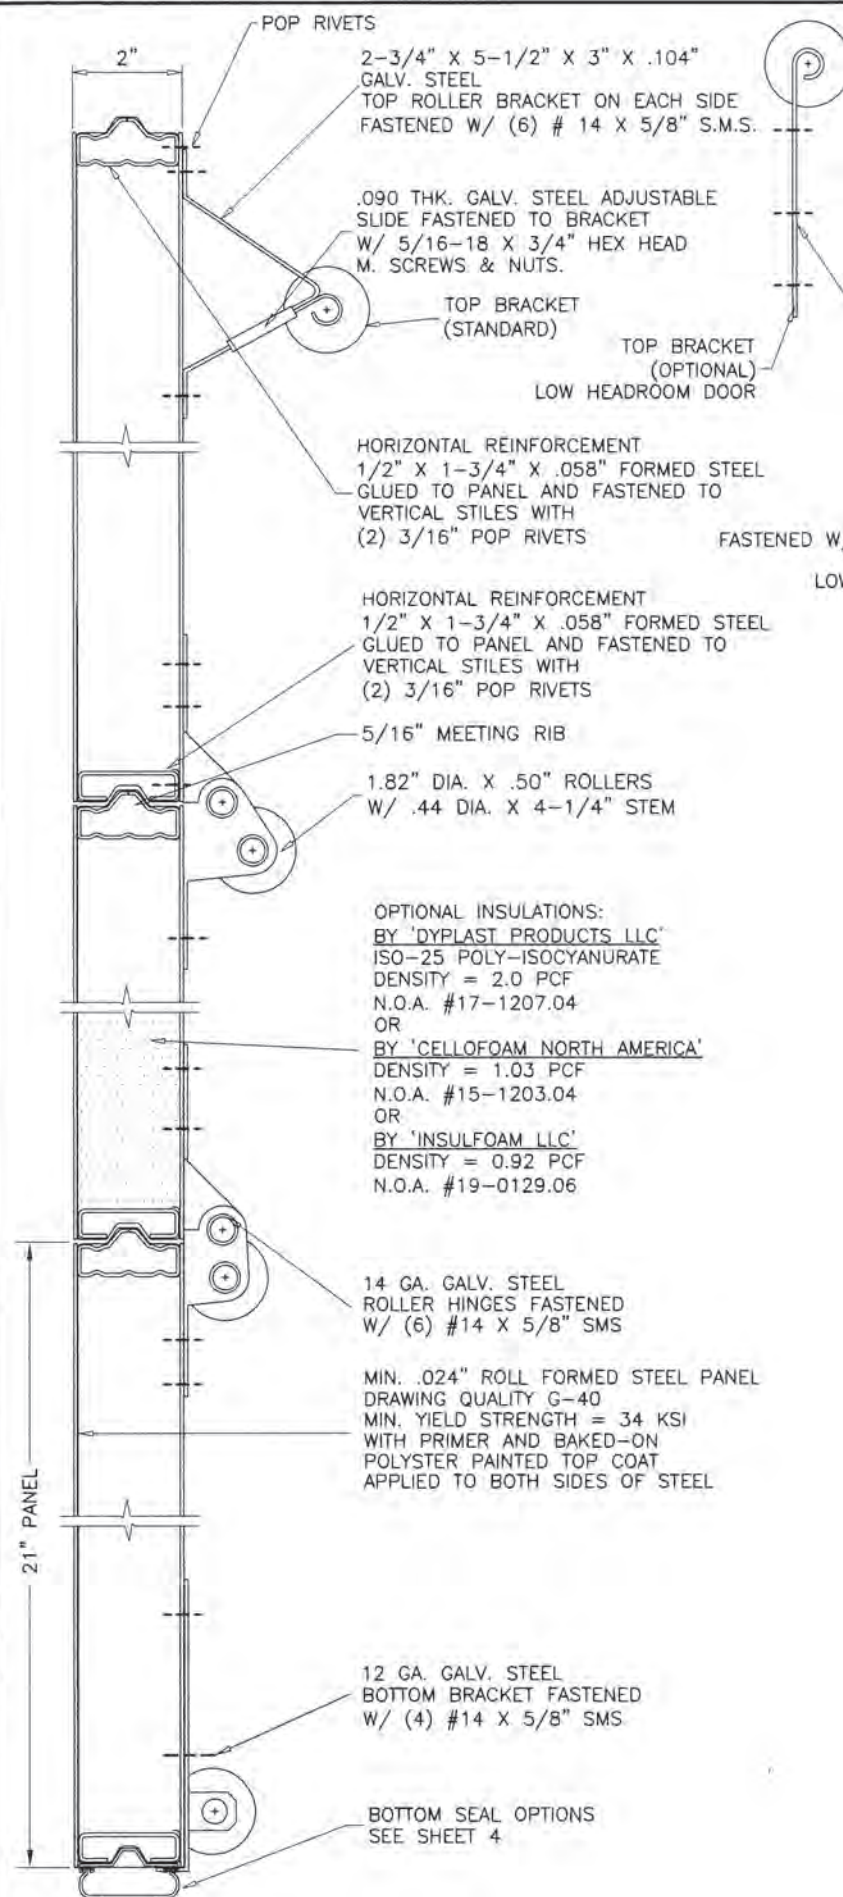 POP RIVETS
2"
2-3/4" X 5-1/2" X 3" X .104"
GALV. STEEL
TOP ROLLER BRACKET ON EACH SIDE
FASTENED W/ (6) # 14 X 5/8" S.M.S.
.090 THK. GALV. STEEL ADJUSTABLE
SLIDE FASTENED TO BRACKET
W/ 5/16-18 X 3/4" HEX HEAD
M. SCREWS & NUTS.
TOP BRACKET
(STANDARD)
TOP BRACKET
(OPTIONAL)
LOW HEADROOM DOOR
HORIZONTAL REINFORCEMENT
1/2" X 1-3/4" X .058" FORMED STEEL
GLUED TO PANEL AND FASTENED TO
VERTICAL STILES WITH
(2) 3/16" POP RIVETS
FASTENED W/
LOW
HORIZONTAL REINFORCEMENT
1/2" X 1-3/4" X .058" FORMED STEEL
GLUED TO PANEL AND FASTENED TO
VERTICAL STILES WITH
(2) 3/16" POP RIVETS
5/16" MEETING RIB
1.82" DIA. X .50" ROLLERS
W/ .44 DIA. X 4-1/4" STEM
OPTIONAL INSULATIONS:
BY 'DYPLAST PRODUCTS LLC'
ISO-25 POLY-ISOCYANURATE
DENSITY = 2.0 PCF
N.O.A. #17-1207.04
OR
BY 'CELLOFOAM NORTH AMERICA'
DENSITY = 1.03 PCF
N.O.A. #15-1203.04
OR
BY 'INSULFOAM LLC'
DENSITY = 0.92 PCF
N.O.A. #19-0129.06
14 GA. GALV. STEEL
ROLLER HINGES FASTENED
W/ (6) #14 X 5/8" SMS
MIN. .024" ROLL FORMED STEEL PANEL
DRAWING QUALITY G-40
MIN. YIELD STRENGTH = 34 KSI
WITH PRIMER AND BAKED-ON
POLYSTER PAINTED TOP COAT
APPLIED TO BOTH SIDES OF STEEL
21" PANEL
12 GA. GALV. STEEL
BOTTOM BRACKET FASTENED
W/ (4) #14 X 5/8" SMS
BOTTOM SEAL OPTIONS
SEE SHEET 4